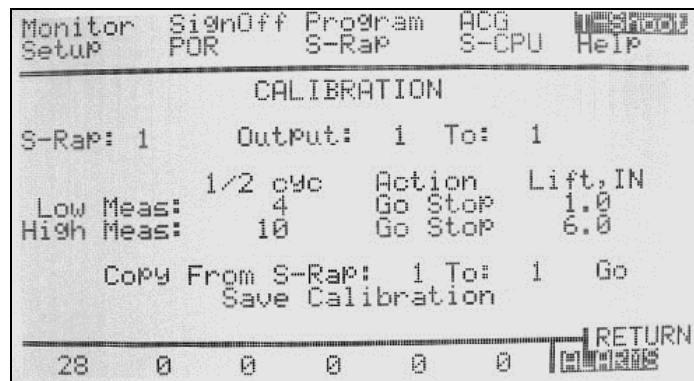 Monitor SignOff Program ACG T-Shoot
Setup POR S-Rap S-CPU Help
CALIBRATION
S-Rap: 1 Output: 1 To: 1
1/2 cyc Action Lift,IN
Low Meas: 4 Go Stop 1.0
High Meas: 10 Go Stop 6.0
Copy From S-Rap: 1 To: 1 Go
Save Calibration
RETURN
28 0 0 0 0 0 ALARMS